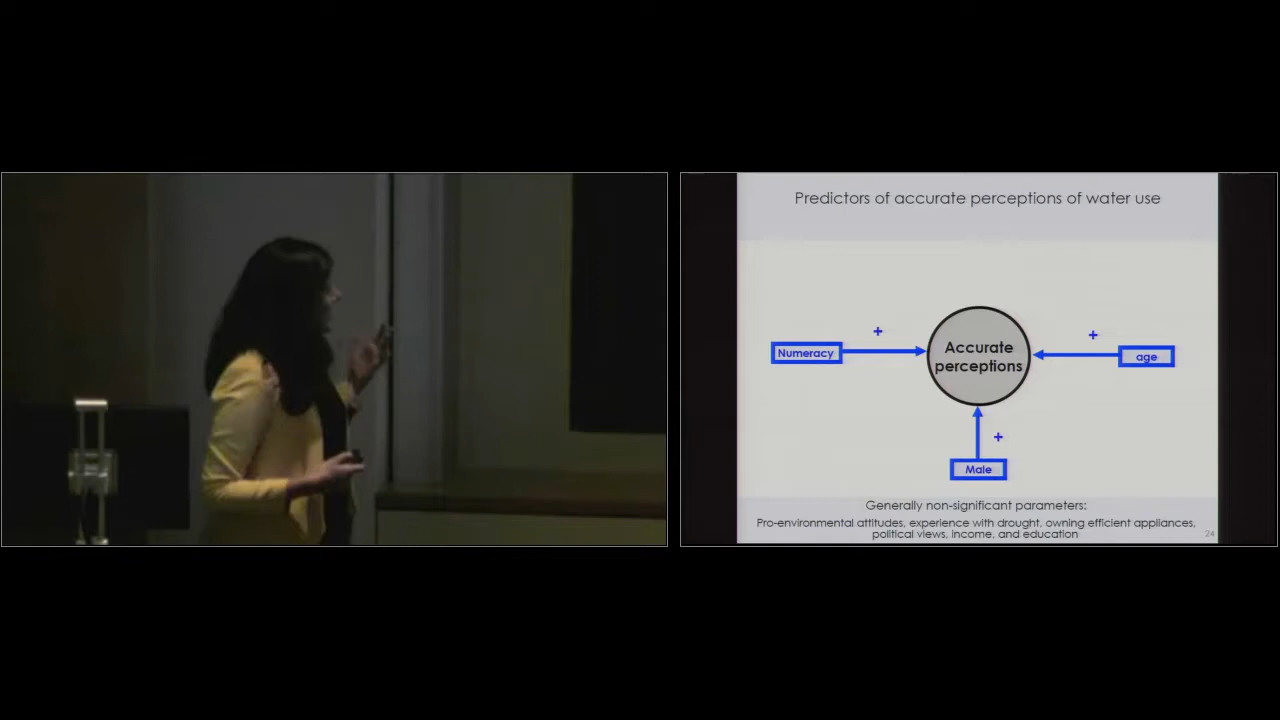 Predictors of accurate perceptions of water use
+
+
Numeracy
Accurate
perceptions
age
+
Male
Generally non-significant parameters:
Pro-environmental attitudes, experience with drought, owning efficient appliances,
political views, income, and education
24